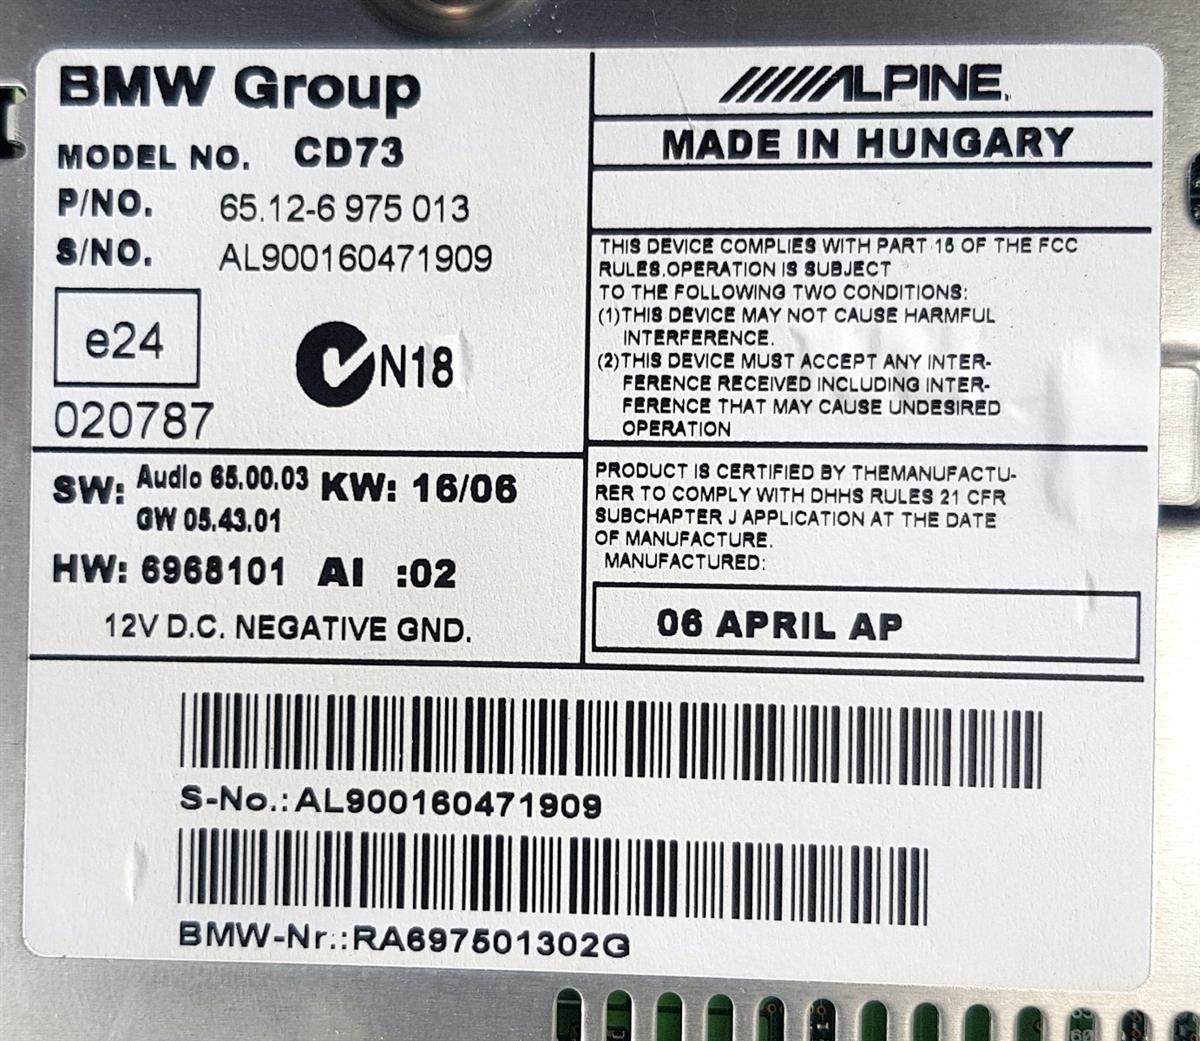 BMW Group
MODEL NO. CD73
P/NO. 65.12-6 975 013
S/NO. AL900160471909
e24
020787
N18
SW: Audio 65.00.03 KW: 16/06
GW 05.43.01
HW: 6968101 AI :02
12V D.C. NEGATIVE GND.
ALPINE
MADE IN HUNGARY
THIS DEVICE COMPLIES WITH PART 15 OF THE FCC
RULES.OPERATION IS SUBJECT
TO THE FOLLOWING TWO CONDITIONS:
(1)THIS DEVICE MAY NOT CAUSE HARMFUL
INTERFERENCE.
(2)THIS DEVICE MUST ACCEPT ANY INTER-
FERENCE RECEIVED INCLUDING INTER-
FERENCE THAT MAY CAUSE UNDESIRED
OPERATION
PRODUCT IS CERTIFIED BY THEMANUFACTU-
RER TO COMPLY WITH DHHS RULES 21 CFR
SUBCHAPTER J APPLICATION AT THE DATE
OF MANUFACTURE.
MANUFACTURED:
06 APRIL AP
S-No.:AL900160471909
BMW-Nr.:RA697501302G